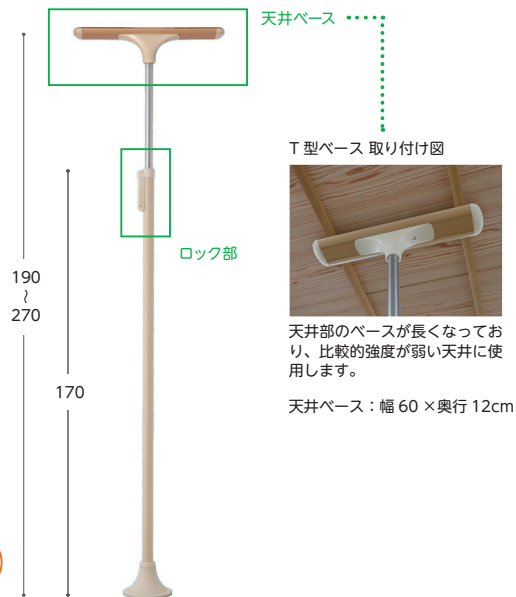 天井ベース
T 型ベース 取り付け図
ロック部
190
〜
270
170
天井部のベースが長くなってお
り、比較的強度が弱い天井に使
用します。
天井ベース：幅 60 ×奥行 12cm